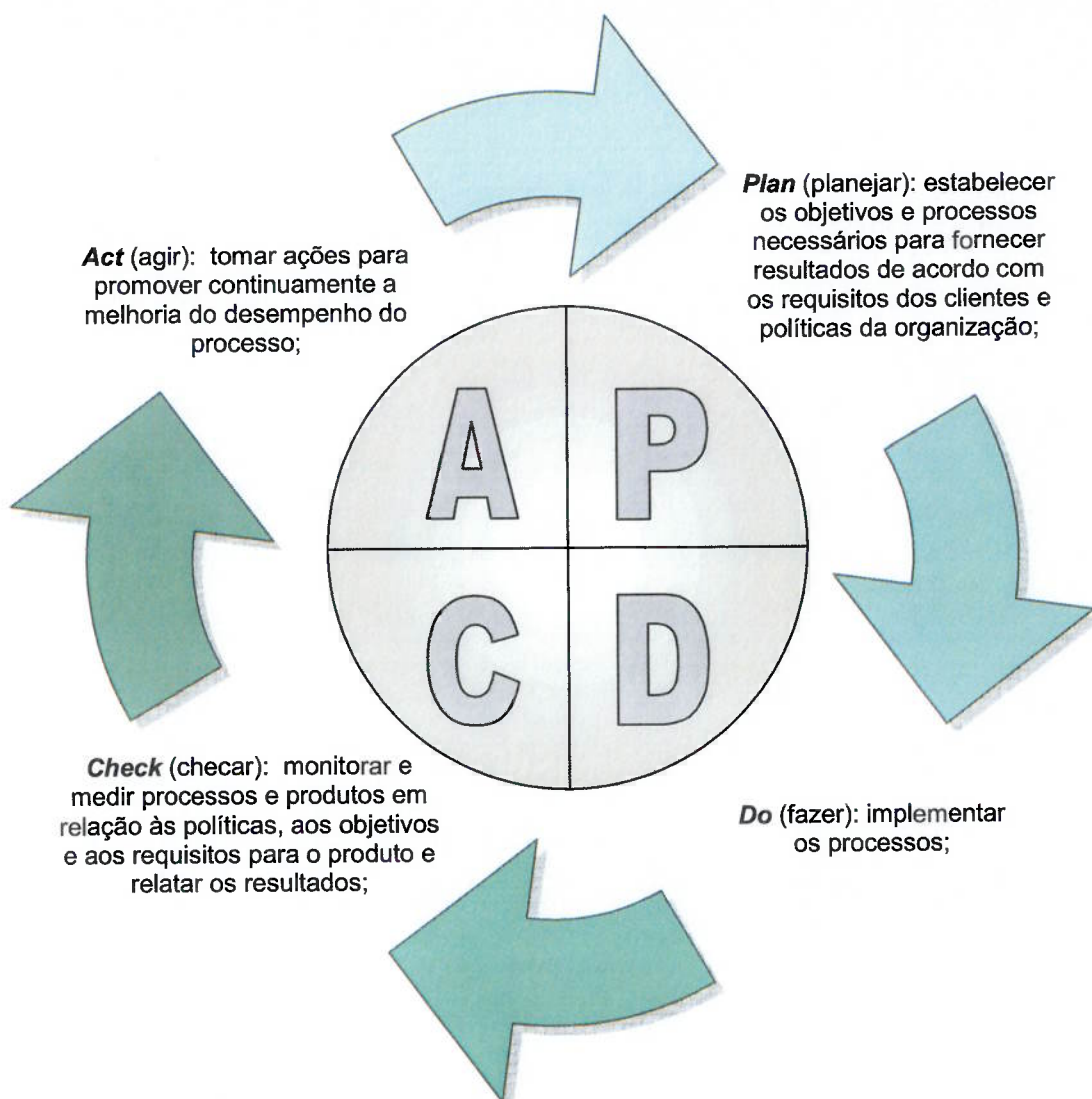 Plan (planejar): estabelecer
os objetivos e processos
necessários para fornecer
resultados de acordo com
os requisitos dos clientes e
políticas da organização;
Act (agir): tomar ações para
promover continuamente a
melhoria do desempenho do
processo;
A P
C D
Check (checar): monitorar e
medir processos e produtos em
relação às políticas, aos objetivos
e aos requisitos para o produto e
relatar os resultados;
Do (fazer): implementar
os processos;